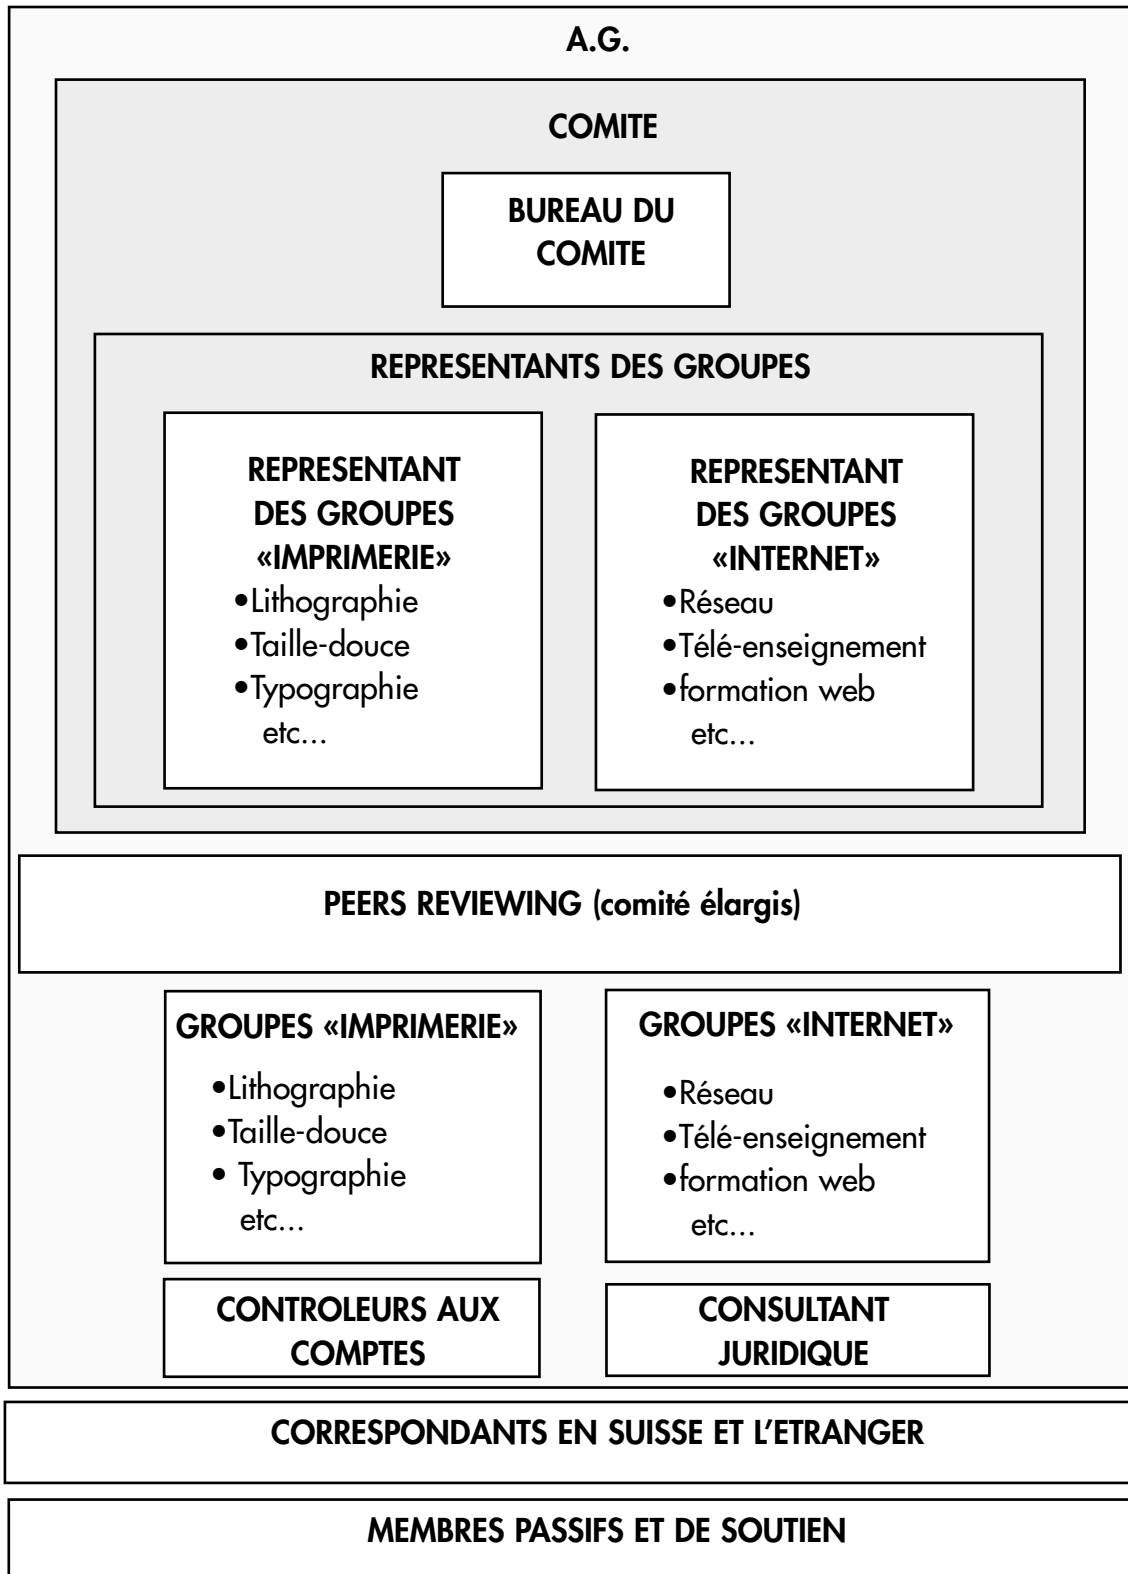 A.G.
COMITE
BUREAU DU
COMITE
REPRESENTANTS DES GROUPES
REPRESENTANT
DES GROUPES
«IMPRIMERIE»
•Lithographie
•Taille-douce
•Typographie
etc...
REPRESENTANT
DES GROUPES
«INTERNET»
•Réseau
•Télé-enseignement
•formation web
etc...
PEERS REVIEWING (comité élargis)
GROUPES «IMPRIMERIE»
•Lithographie
•Taille-douce
• Typographie
etc...
GROUPES «INTERNET»
•Réseau
•Télé-enseignement
•formation web
etc...
CONTROLEURS AUX
COMPTES
CONSULTANT
JURIDIQUE
CORRESPONDANTS EN SUISSE ET L'ETRANGER
MEMBRES PASSIFS ET DE SOUTIEN